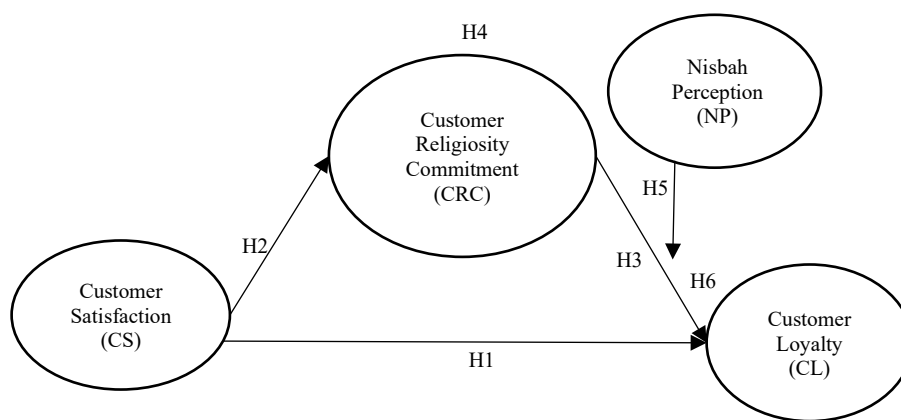 H4
Nisbah
Perception
(NP)
Customer
Religiosity
Commitment
(CRC)
H5
H2
H3
H6
Customer
Satisfaction
(CS)
Customer
Loyalty
(CL)
H1